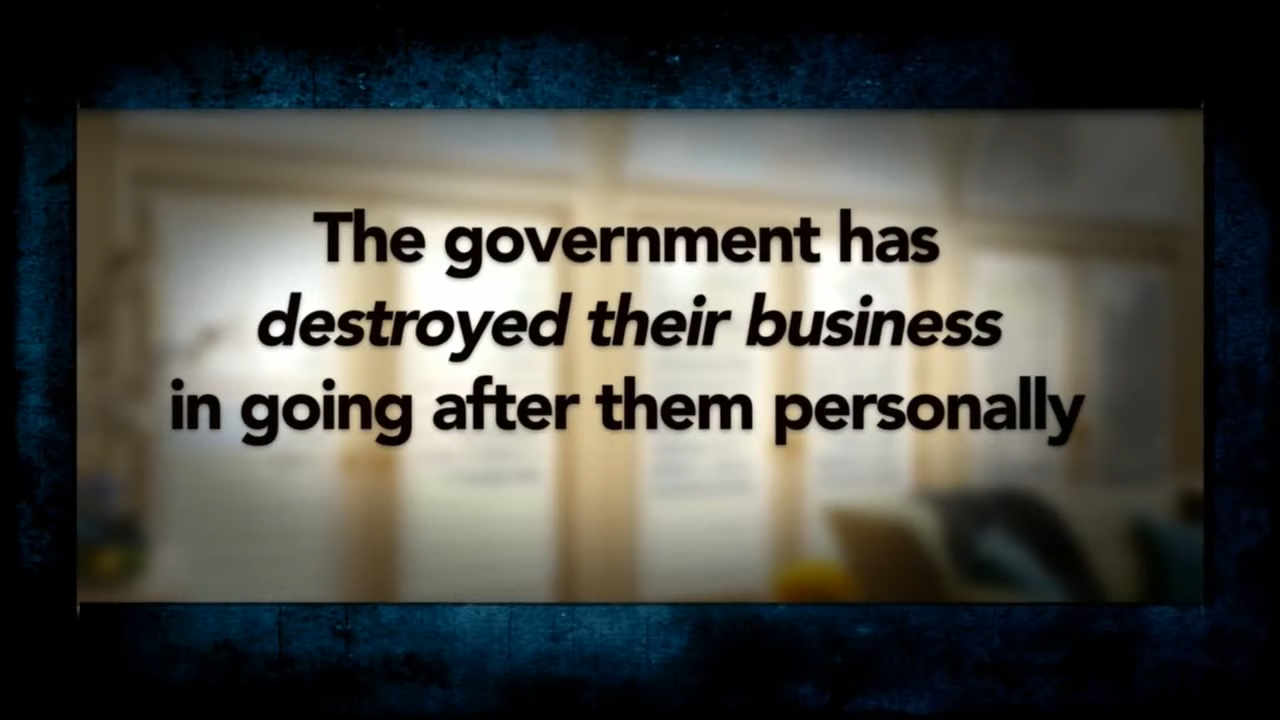 The government has
destroyed their business
in going after them personally